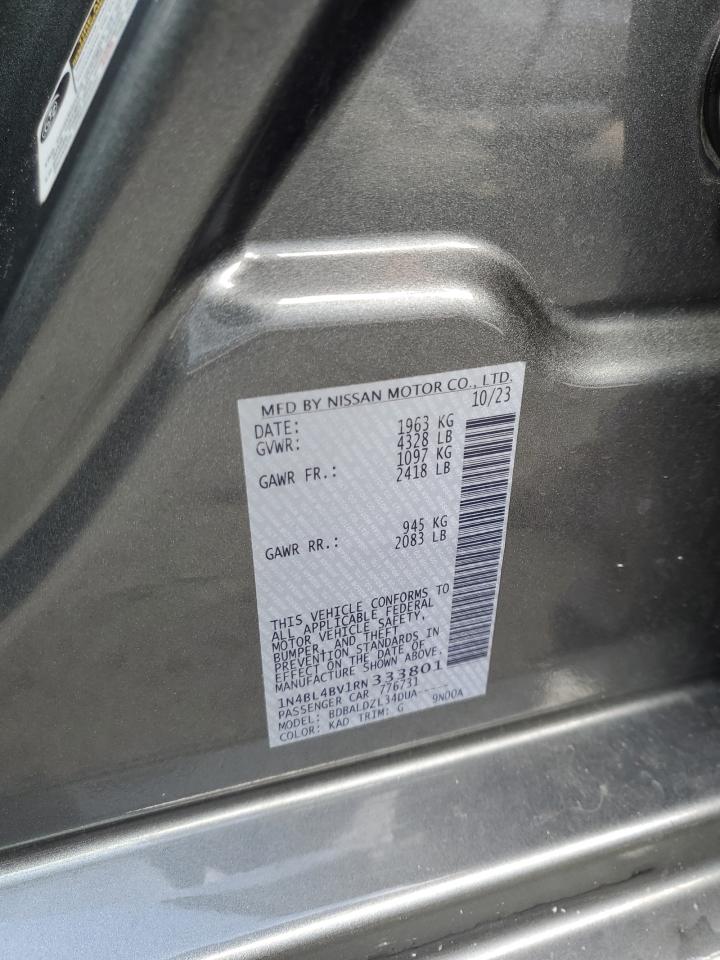 MFD BY NISSAN MOTOR CO., LTD.
DATE: 10/23
GVWR: 1963 KG
4328 LB
GAWR FR.: 1097 KG
2418 LB
GAWR RR.: 945 KG
2083 LB
THIS VEHICLE CONFORMS TO
ALL APPLICABLE FEDERAL
MOTOR VEHICLE SAFETY,
BUMPER, AND THEFT
PREVENTION STANDARDS IN
EFFECT ON THE DATE OF
MANUFACTURE SHOWN ABOVE.
1N4BL4BV1RN333801
PASSENGER CAR 776731
MODEL: BDBALDZL34DUA-----
COLOR: KAD TRIM: G 9N00A